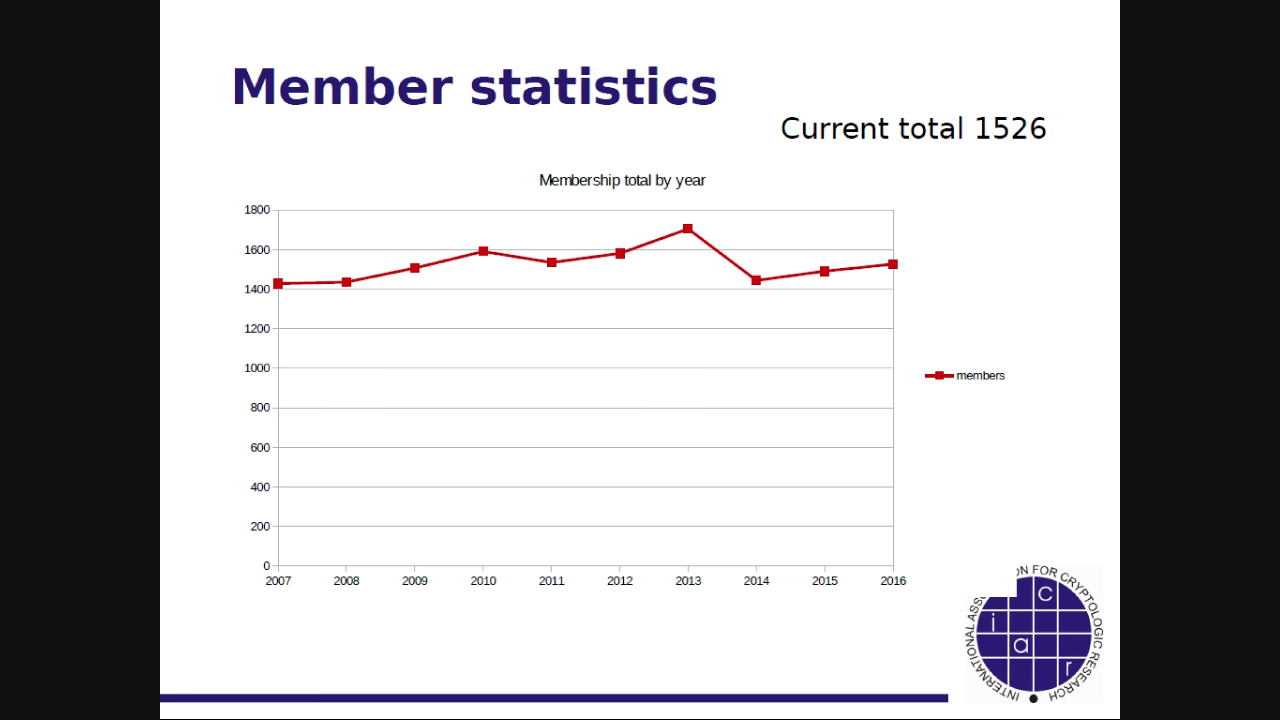 Member statistics
Current total 1526
Membership total by year
1800
1600
1400
1200
1000
800
600
400
200
0
2007 2008 2009 2010 2011 2012 2013 2014 2015 2016
members
INTERNATIONAL ASS
N FOR CRYPTOLOGIC RESEARCH
c
i
a
r